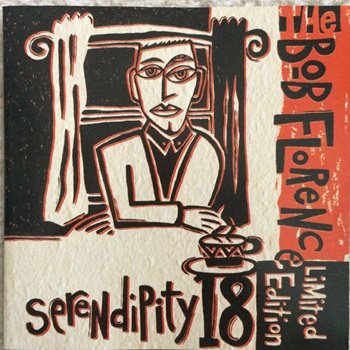 The
BOB FLORENCe
LiMited
Edition
SereNdiPity 18